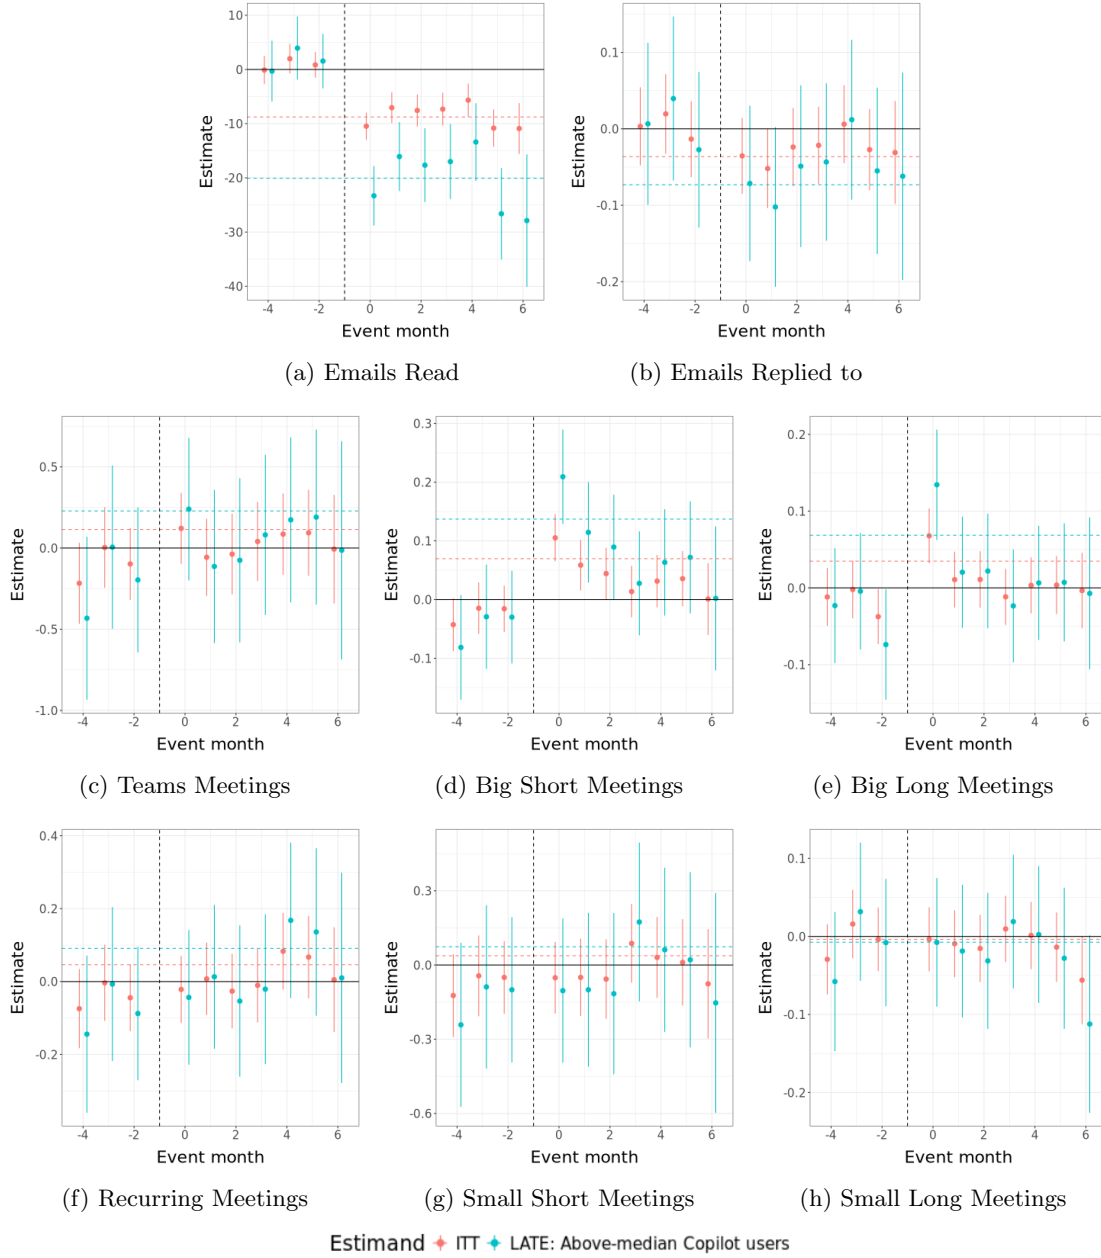 10
0
-10
-20
-30
-40
Estimate
-4 -2 0 2 4 6
Event month
(a) Emails Read
0.1
0.0
-0.1
-0.2
Estimate
-4 -2 0 2 4 6
Event month
(b) Emails Replied to
0.5
0.0
-0.5
-1.0
Estimate
-4 -2 0 2 4 6
Event month
(c) Teams Meetings
0.3
0.2
0.1
0.0
-0.1
Estimate
-4 -2 0 2 4 6
Event month
(d) Big Short Meetings
0.2
0.1
0.0
-0.1
Estimate
-4 -2 0 2 4 6
Event month
(e) Big Long Meetings
0.4
0.2
0.0
-0.2
Estimate
-4 -2 0 2 4 6
Event month
(f) Recurring Meetings
0.3
0.0
-0.3
-0.6
Estimate
-4 -2 0 2 4 6
Event month
(g) Small Short Meetings
0.1
0.0
-0.1
-0.2
Estimate
-4 -2 0 2 4 6
Event month
(h) Small Long Meetings
Estimand ITT LATE: Above-median Copilot users